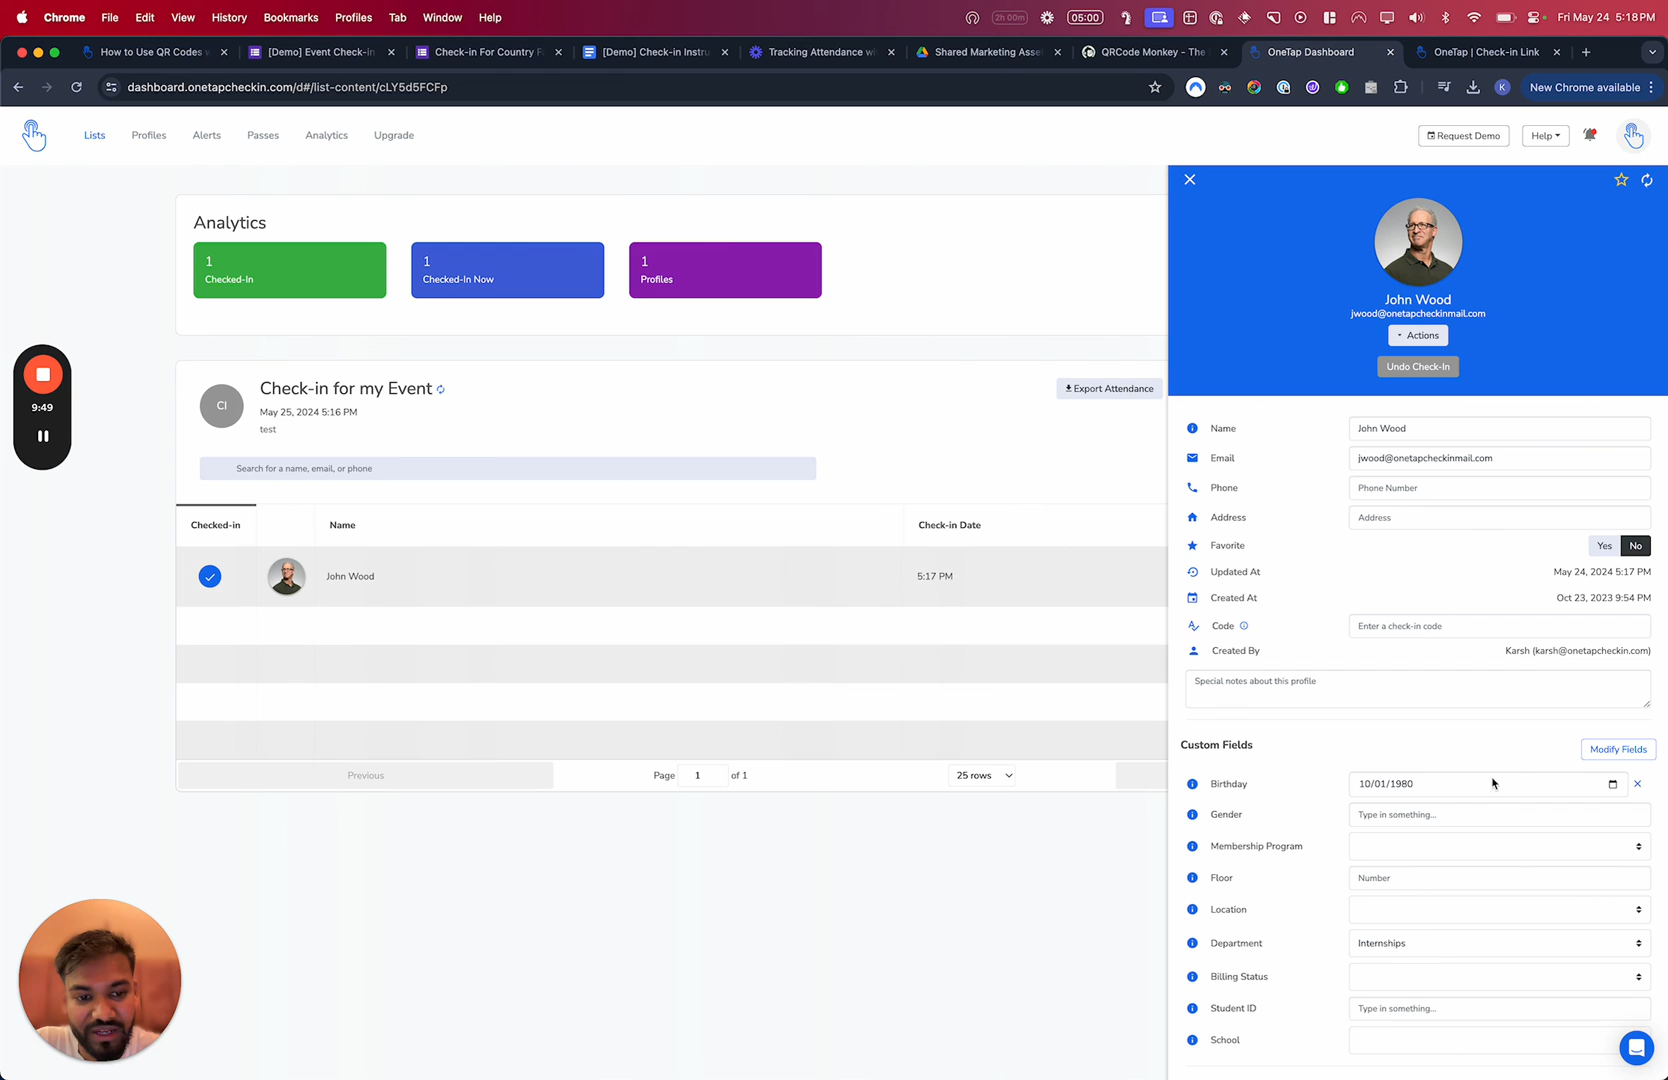 Chrome File Edit View History Bookmarks Profiles Tab Window Help 2h 00m 05:00 Fri May 24 5:18 PM
How to Use QR Codes [Demo] Event Check-in Check-in For Country F [Demo] Check-in Instru Tracking Attendance wi Shared Marketing Asse QRCode Monkey - The OneTap Dashboard OneTap | Check-in Link
dashboard.onetapcheckin.com/d#/list-content/cLY5d5FCFp K New Chrome available
Lists Profiles Alerts Passes Analytics Upgrade Request Demo Help
Analytics
1
Checked-In
1
Checked-In Now
1
Profiles
9:49
CI
Check-in for my Event
May 25, 2024 5:16 PM
test
Export Attendance
Search for a name, email, or phone
Checked-in Name Check-in Date
John Wood 5:17 PM
Previous Page 1 of 1 25 rows
John Wood
jwood@onetapcheckinmail.com
Actions
Undo Check-In
Name John Wood
Email jwood@onetapcheckinmail.com
Phone Phone Number
Address Address
Favorite Yes No
Updated At May 24, 2024 5:17 PM
Created At Oct 23, 2023 9:54 PM
Code Enter a check-in code
Created By Karsh (karsh@onetapcheckin.com)
Special notes about this profile
Custom Fields Modify Fields
Birthday 10/01/1980
Gender Type in something...
Membership Program
Floor Number
Location
Department Internships
Billing Status
Student ID Type in something...
School